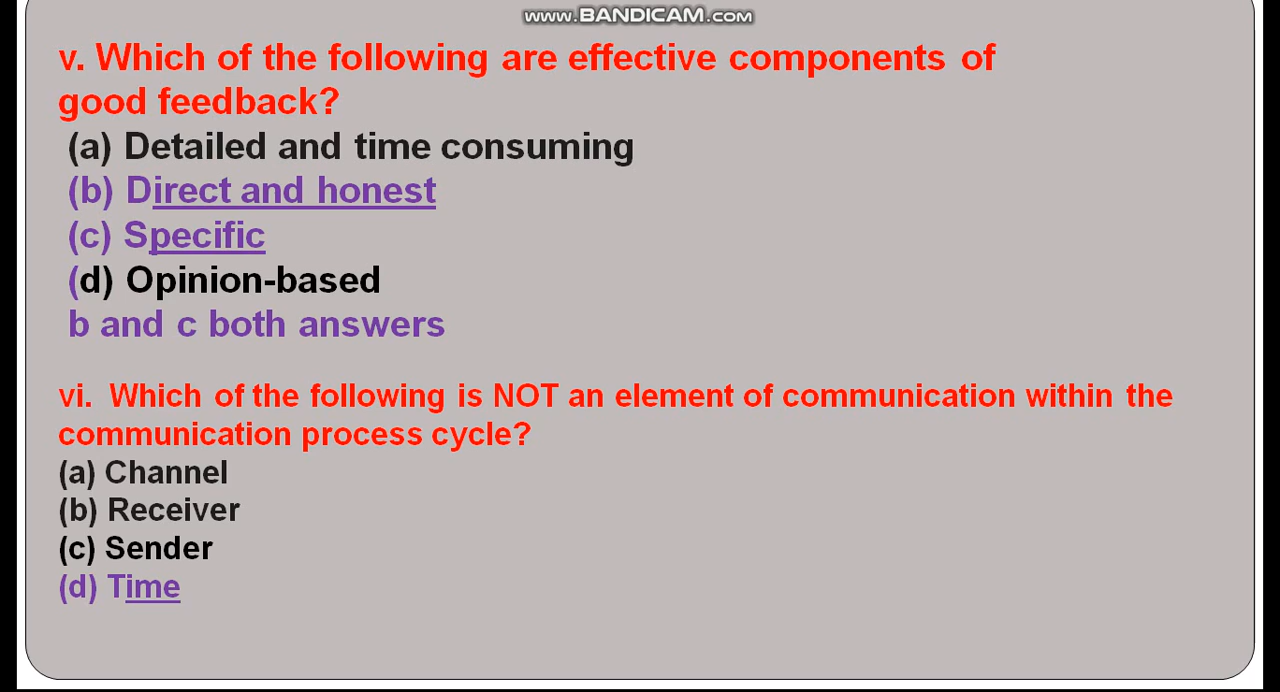 www.BANDICAM.com
v. Which of the following are effective components of
good feedback?
(a) Detailed and time consuming
(b) Direct and honest
(c) Specific
(d) Opinion-based
b and c both answers
vi. Which of the following is NOT an element of communication within the
communication process cycle?
(a) Channel
(b) Receiver
(c) Sender
(d) Time